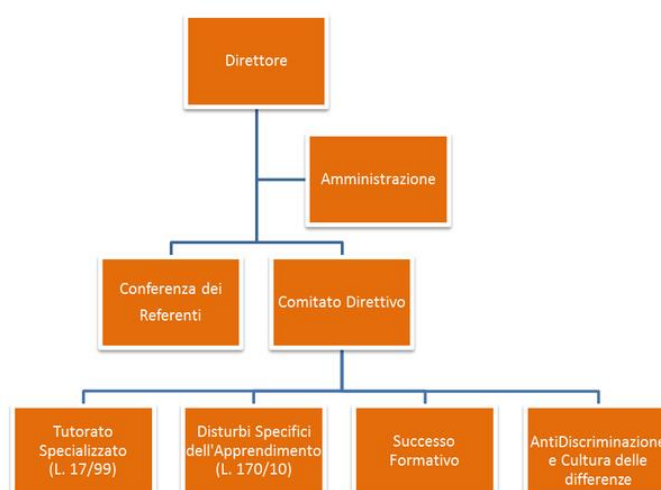 Direttore
Amministrazione
Conferenza dei
Referenti
Comitato Direttivo
Tutorato
Specializzato
(L. 17/99)
Disturbi Specifici
dell'Apprendimento
(L. 170/10)
Successo
Formativo
AntiDiscriminazione
e Cultura delle
differenze